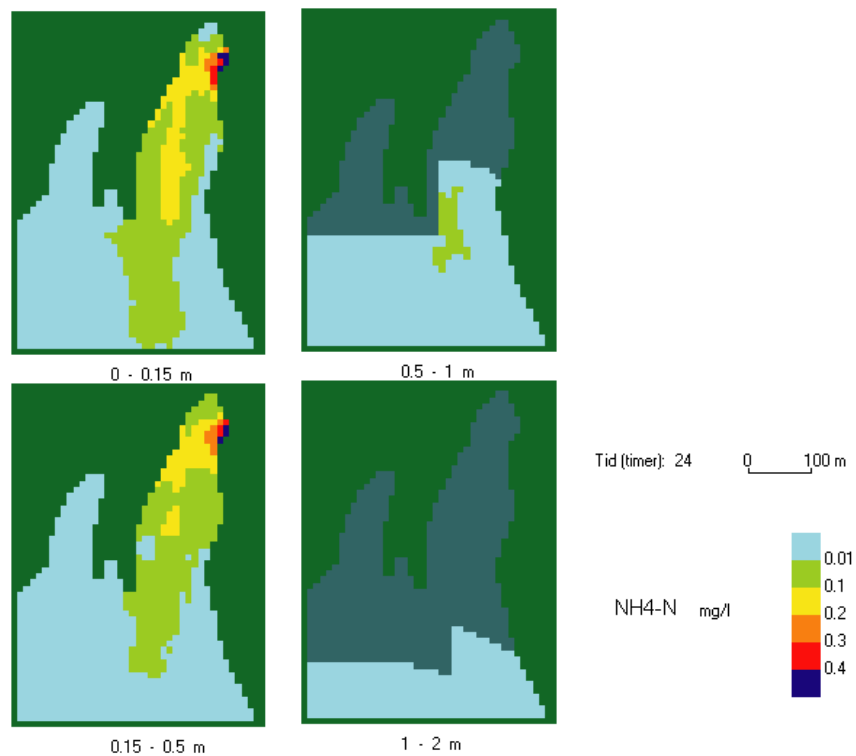 0 - 0.15 m
0.5 - 1 m
Tid (timer): 24
0 100 m
NH4-N mg/l
0.01
0.1
0.2
0.3
0.4
0.15 - 0.5 m
1 - 2 m